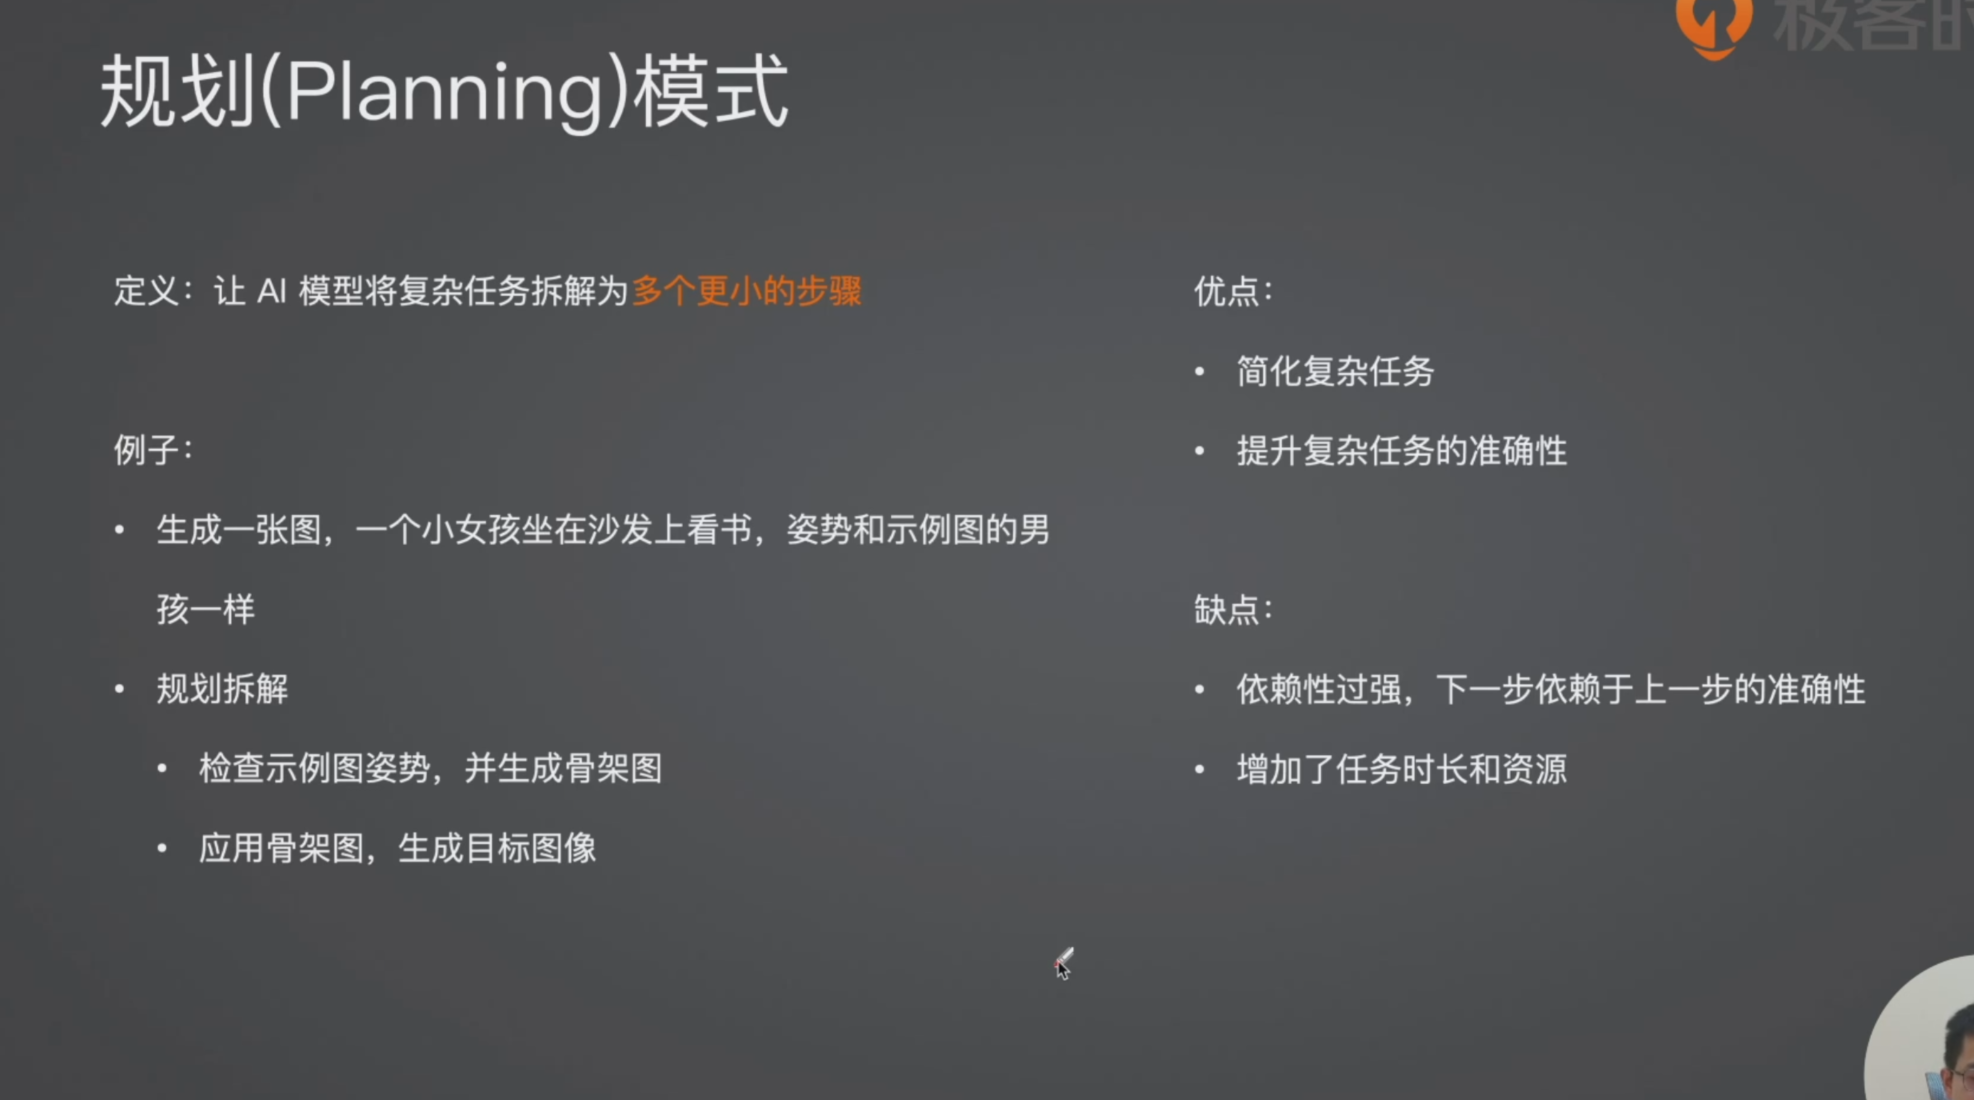 极客时
规划(Planning)模式
定义：让 AI 模型将复杂任务拆解为多个更小的步骤
例子：
• 生成一张图，一个小女孩坐在沙发上看书，姿势和示例图的男
孩一样
• 规划拆解
• 检查示例图姿势，并生成骨架图
• 应用骨架图，生成目标图像
优点：
• 简化复杂任务
• 提升复杂任务的准确性
缺点：
• 依赖性过强，下一步依赖于上一步的准确性
• 增加了任务时长和资源